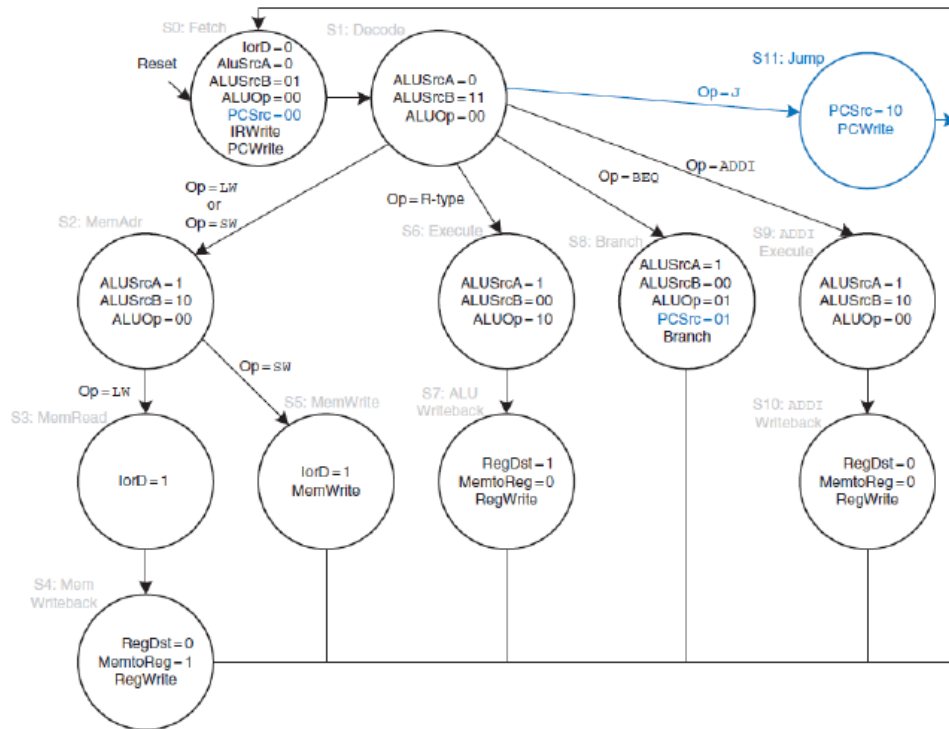 S0: Fetch
IorD=0
AluSrcA=0
ALUSrcB=01
ALUOp=00
PCSrc=00
IRWrite
PCWrite
Reset
S1: Decode
ALUSrcA=0
ALUSrcB=11
ALUOp=00
S11: Jump
Op=J
PCSrc=10
PCWrite
Op=LW
or
Op=SW
Op=R-type
Op=BEQ
Op=ADDI
S2: MemAdr
ALUSrcA=1
ALUSrcB=10
ALUOp=00
S6: Execute
ALUSrcA=1
ALUSrcB=00
ALUOp=10
S8: Branch
ALUSrcA=1
ALUSrcB=00
ALUOp=01
PCSrc=01
Branch
S9: ADDI
Execute
ALUSrcA=1
ALUSrcB=10
ALUOp=00
Op=LW
Op=SW
S3: MemRead
IorD=1
S5: MemWrite
IorD=1
MemWrite
S7: ALU
Writeback
RegDst=1
MemtoReg=0
RegWrite
S10: ADDI
Writeback
RegDst=0
MemtoReg=0
RegWrite
S4: Mem
Writeback
RegDst=0
MemtoReg=1
RegWrite